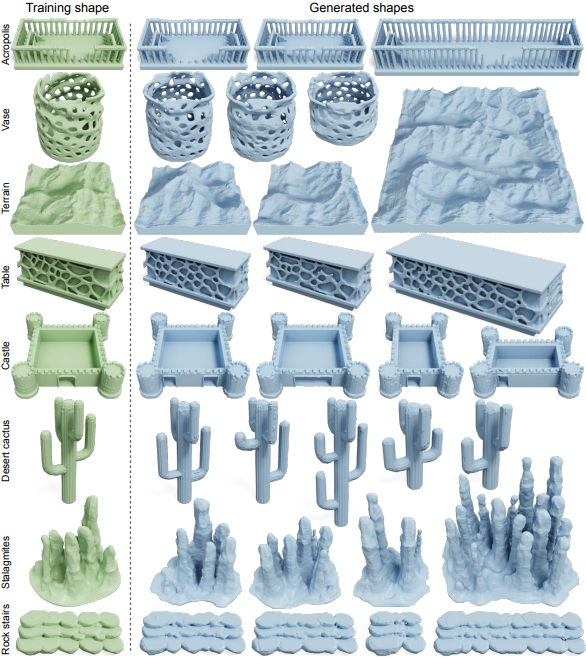 Training shape
Generated shapes
Acropolis
Vase
Terrain
Table
Castle
Desert cactus
Stalagmites
Rock stairs